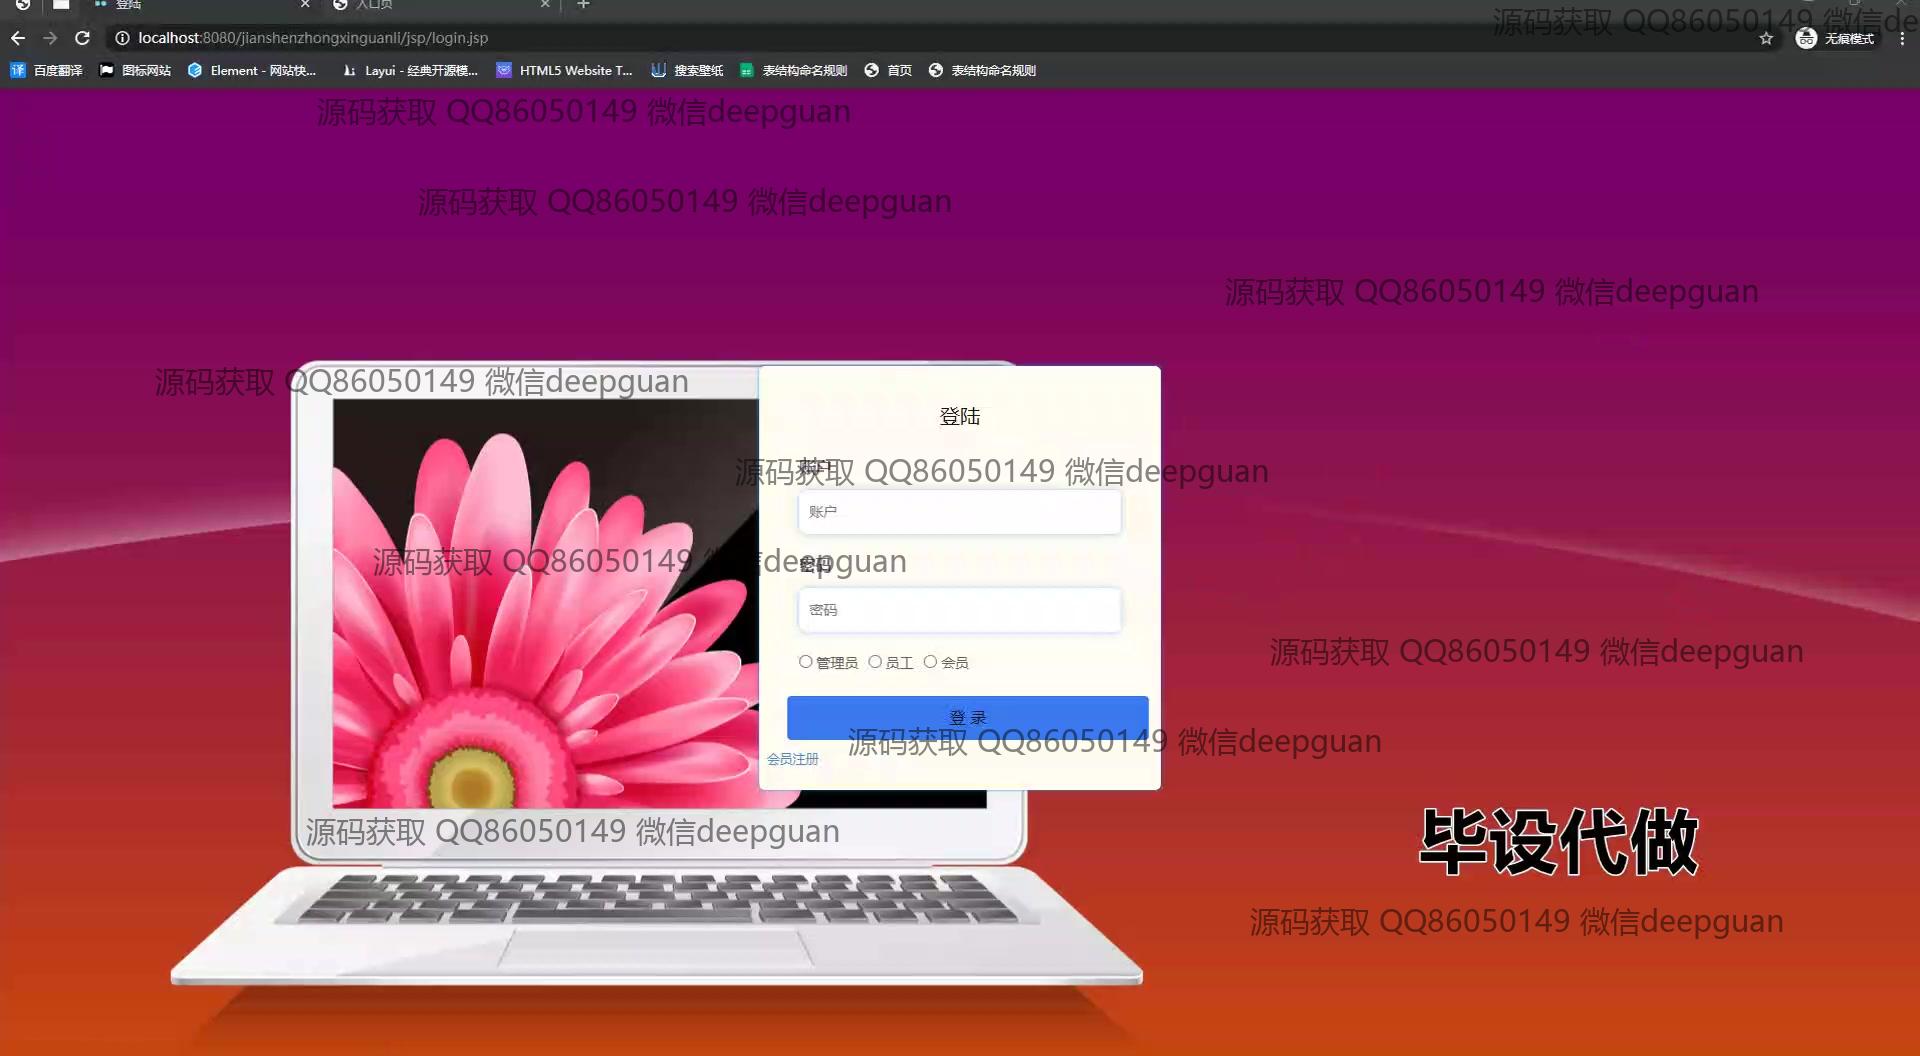 登陆
入口页
localhost:8080/jianshenzhongxinguanli/jsp/login.jsp
无痕模式
源码获取 QQ86050149 微信de
百度翻译
图标网站
Element - 网站快...
Layui - 经典开源模...
HTML5 Website T...
搜索壁纸
表结构命名规则
首页
表结构命名规则
源码获取 QQ86050149 微信deepguan
源码获取 QQ86050149 微信deepguan
源码获取 QQ86050149 微信deepguan
源码获取 QQ86050149 微信deepguan
登陆
源码获取 QQ86050149 微信deepguan
账户
源码获取 QQ86050149 deepguan
密码
密码
管理员 员工 会员
源码获取 QQ86050149 微信deepguan
登 录
源码获取 QQ86050149 微信deepguan
会员注册
源码获取 QQ86050149 微信deepguan
毕设代做
源码获取 QQ86050149 微信deepguan